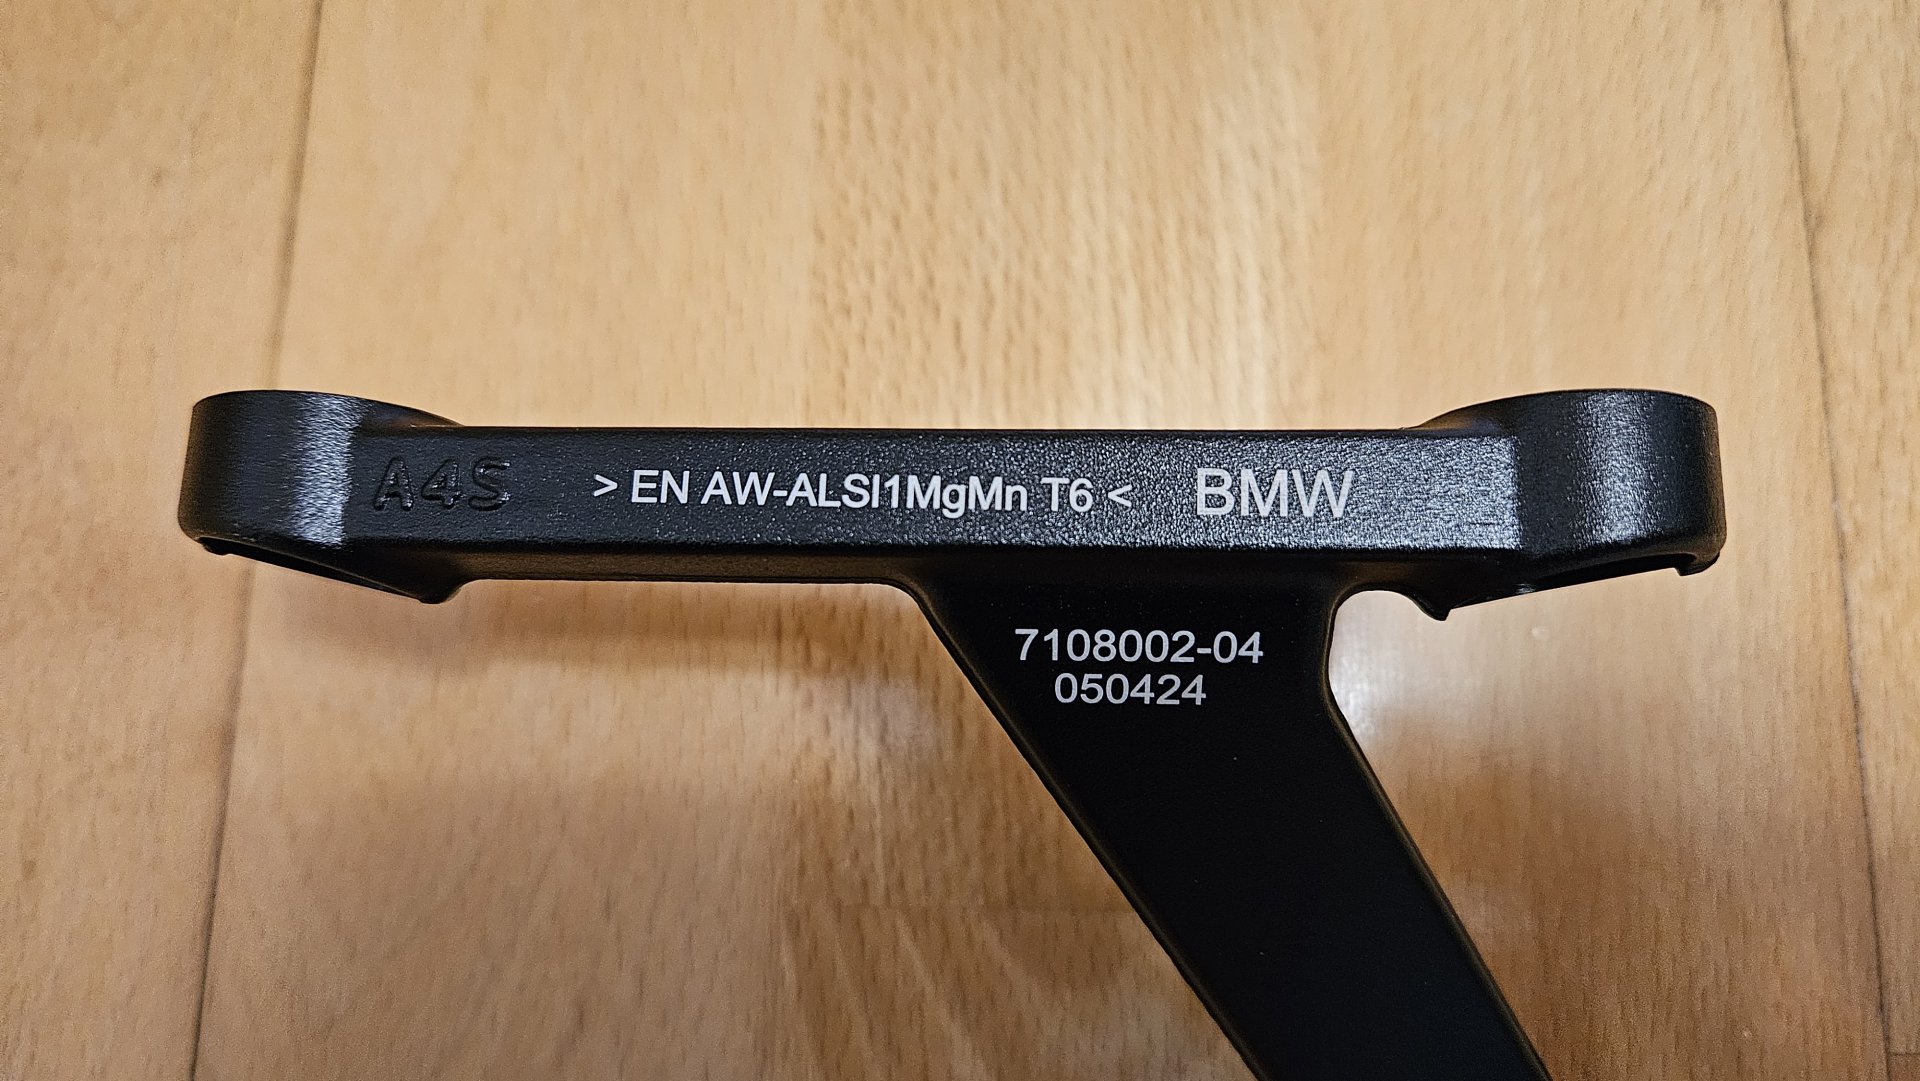 A4S > EN AW-ALSI1MgMn T6 < BMW
7108002-04
050424